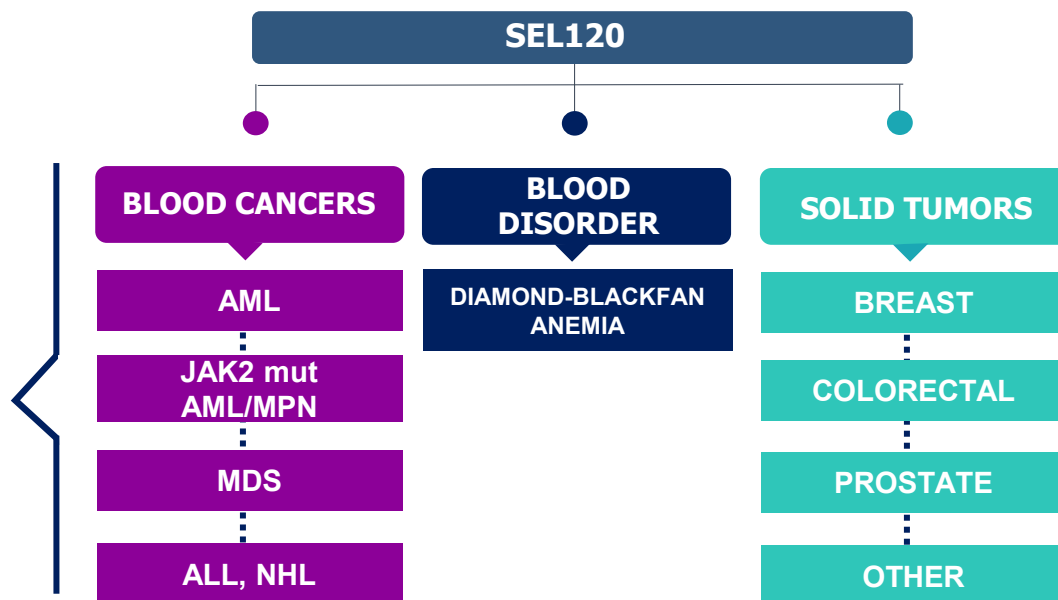 SEL120
BLOOD CANCERS
AML
JAK2 mut
AML/MPN
MDS
ALL, NHL
BLOOD
DISORDER
DIAMOND-BLACKFAN
ANEMIA
SOLID TUMORS
BREAST
COLORECTAL
PROSTATE
OTHER